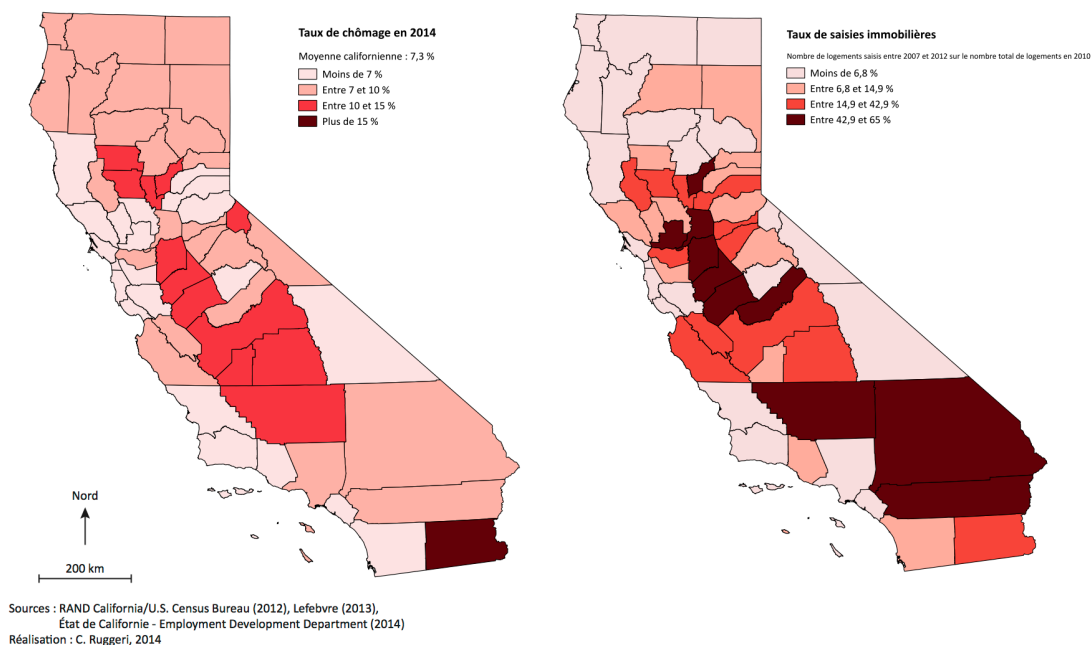 Taux de chômage en 2014
Moyenne californienne : 7,3 %
Moins de 7 %
Entre 7 et 10 %
Entre 10 et 15 %
Plus de 15 %
Taux de saisies immobilières
Nombre de logements saisis entre 2007 et 2012 sur le nombre total de logements en 2010
Moins de 6,8 %
Entre 6,8 et 14,9 %
Entre 14,9 et 42,9 %
Entre 42,9 et 65 %
Nord
200 km
Sources : RAND California/U.S. Census Bureau (2012), Lefebvre (2013),
État de Californie - Employment Development Department (2014)
Réalisation : C. Ruggeri, 2014